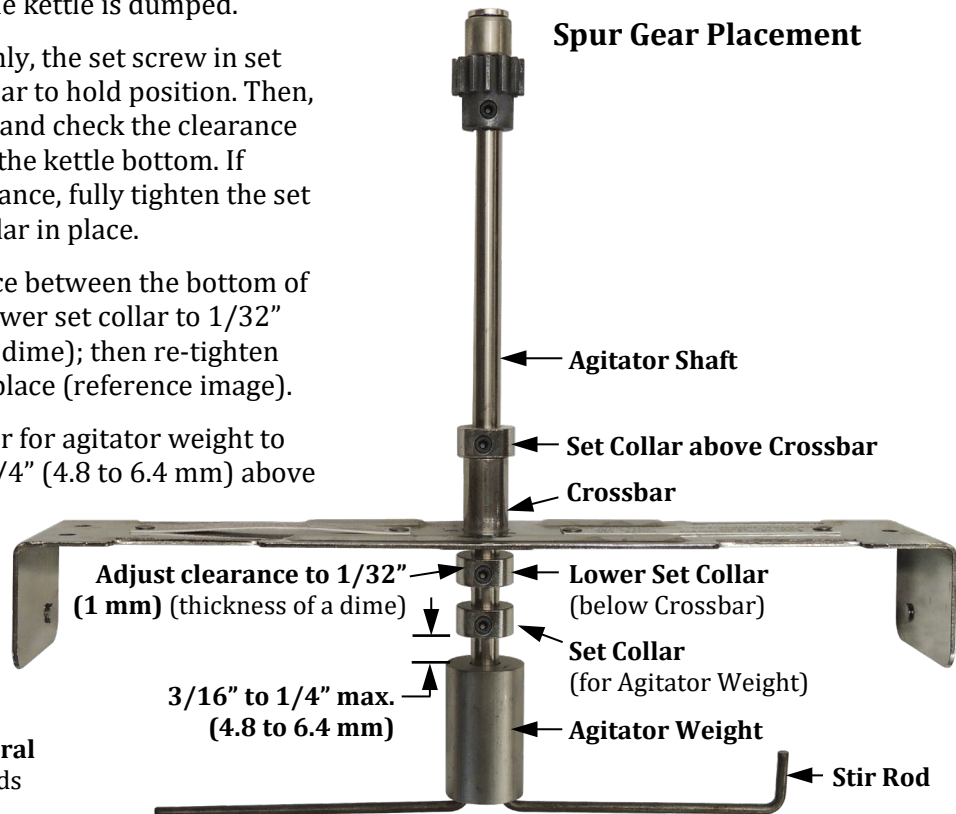 e kettle is dumped.
nly, the set screw in set
ar to hold position. Then,
and check the clearance
the kettle bottom. If
ance, fully tighten the set
lar in place.
ce between the bottom of
wer set collar to 1/32”
dime); then re-tighten
place (reference image).
r for agitator weight to
/4” (4.8 to 6.4 mm) above
ral
ds
Spur Gear Placement
Agitator Shaft
Set Collar above Crossbar
Crossbar
Adjust clearance to 1/32”
(1 mm) (thickness of a dime)
Lower Set Collar
(below Crossbar)
Set Collar
(for Agitator Weight)
3/16” to 1/4” max.
(4.8 to 6.4 mm)
Agitator Weight
Stir Rod